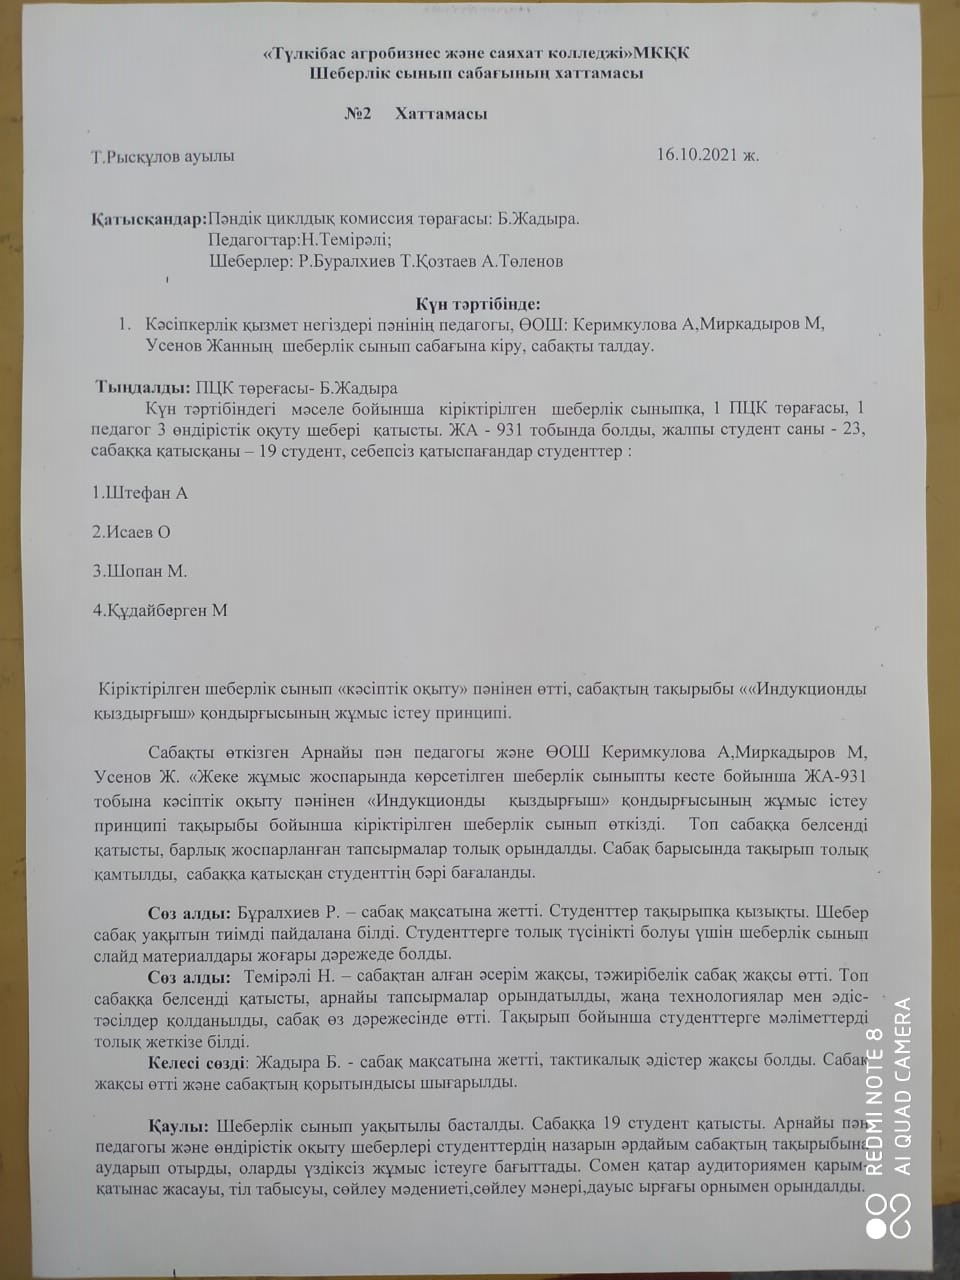 «Түлкібас агробизнес және саяхат колледжі»МКҚК
Шеберлік сынып сабағының хаттамасы
№2 Хаттамасы
Т.Рысқұлов ауылы 16.10.2021 ж.
Қатысқандар:Пәндік циклдық комиссия төрағасы: Б.Жадыра.
Педагогтар:Н.Темірәлі;
Шеберлер: Р.Буралхиев Т.Қозтаев А.Төленов
Күн тәртібінде:
1. Кәсіпкерлік қызмет негіздері пәнінің педагогы, ӨОШ: Керимкулова А,Миркадыров М,
Усенов Жанның шеберлік сынып сабағына кіру, сабақты талдау.
Тыңдалды: ПЦК төреғасы- Б.Жадыра
Күн тәртібіндегі мәселе бойынша кіріктірілген шеберлік сыныпқа, 1 ПЦК төрағасы, 1
педагог 3 өндірістік оқуту шебері қатысты. ЖА - 931 тобында болды, жалпы студент саны - 23,
сабаққа қатысқаны – 19 студент, себепсіз қатыспағандар студенттер :
1.Штефан А
2.Исаев О
3.Шопан М.
4.Құдайберген М
Кіріктірілген шеберлік сынып «кәсіптік оқыту» пәнінен өтті, сабақтың тақырыбы ««Индукционды
қыздырғыш» қондырғысының жұмыс істеу принципі.
Сабақты өткізген Арнайы пән педагогы және ӨОШ Керимкулова А,Миркадыров М,
Усенов Ж. «Жеке жұмыс жоспарында көрсетілген шеберлік сыныпты кесте бойынша ЖА-931
тобына кәсіптік оқыту пәнінен «Индукционды қыздырғыш» қондырғысының жұмыс істеу
принципі тақырыбы бойынша кіріктірілген шеберлік сынып өткізді. Топ сабаққа белсенді
қатысты, барлық жоспарланған тапсырмалар толық орындалды. Сабақ барысында тақырып толық
қамтылды, сабаққа қатысқан студенттің бәрі бағаланды.
Сөз алды: Бұралхиев Р. – сабақ мақсатына жетті. Студенттер тақырыпқа қызықты. Шебер
сабақ уақытын тиімді пайдалана білді. Студенттерге толық түсінікті болуы үшін шеберлік сынып
слайд материалдары жоғары дәрежеде болды.
Сөз алды: Темірәлі Н. – сабақтан алған әсерім жақсы, тәжірибелік сабақ жақсы өтті. Топ
сабаққа белсенді қатысты, арнайы тапсырмалар орындатылды, жаңа технологиялар мен әдіс-
тәсілдер қолданылды, сабақ өз дәрежесінде өтті. Тақырып бойынша студенттерге мәліметтерді
толық жеткізе білді.
Келесі сөзді: Жадыра Б. - сабақ мақсатына жетті, тактикалық әдістер жақсы болды. Сабақ
жақсы өтті және сабақтың қорытындысы шығарылды.
Қаулы: Шеберлік сынып уақытылы басталды. Сабаққа 19 студент қатысты. Арнайы пән
педагогы және өндірістік оқыту шеберлері студенттердің назарын әрдайым сабақтың тақырыбына
аударып отырды, оларды үздіксіз жұмыс істеуге бағыттады. Сомен қатар аудиториямен қарым-
қатынас жасауы, тіл табысуы, сөйлеу мәдениеті,сөйлеу мәнері,дауыс ырғағы орнымен орындалды.
REDMI NOTE 8
AI QUAD CAMERA